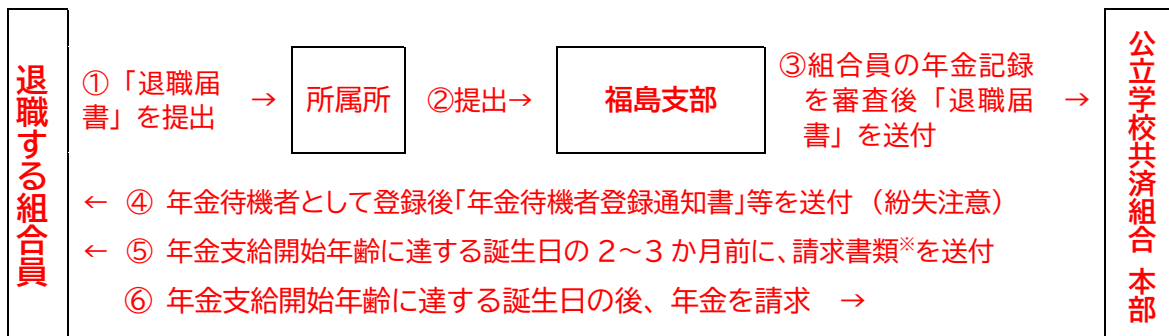 退職する組合員
①「退職届
書」を提出
→
所属所
②提出→
福島支部
③組合員の年金記録
を審査後「退職届
書」を送付
→
公立学校共済組合 本部
← ④ 年金待機者として登録後「年金待機者登録通知書」等を送付 （紛失注意）
← ⑤ 年金支給開始年齢に達する誕生日の 2～3 か月前に、請求書類※を送付
⑥ 年金支給開始年齢に達する誕生日の後、年金を請求 →